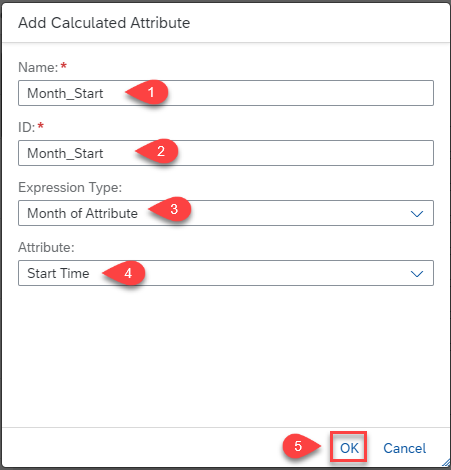 Add Calculated Attribute
Name:*
Month_Start 1
ID:*
Month_Start 2
Expression Type:
Month of Attribute 3
Attribute:
Start Time 4
5 OK Cancel